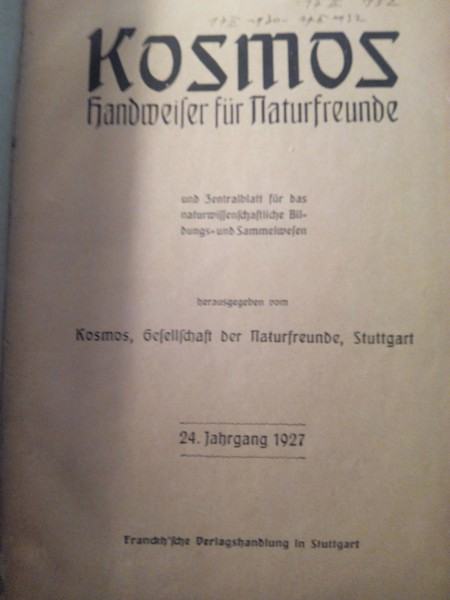 Kosmos
Handweiser für Naturfreunde
und Zentralblatt für das
naturwissenschaftliche Bil-
dungs- und Sammelwesen
herausgegeben vom
Kosmos, Gesellschaft der Naturfreunde, Stuttgart
24. Jahrgang 1927
Franckh'sche Verlagshandlung in Stuttgart